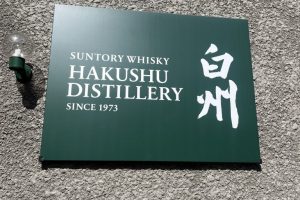 SUNTORY WHISKY
HAKUSHU
DISTILLERY
SINCE 1973
白州